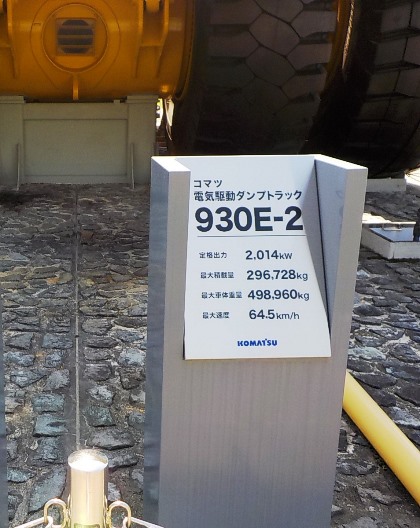 コマツ
電気駆動ダンプトラック
930E-2
定格出力 2.014kW
最大積載量 296.728kg
最大車体重量 498.960kg
最大速度 64.5km/h
KOMATSU